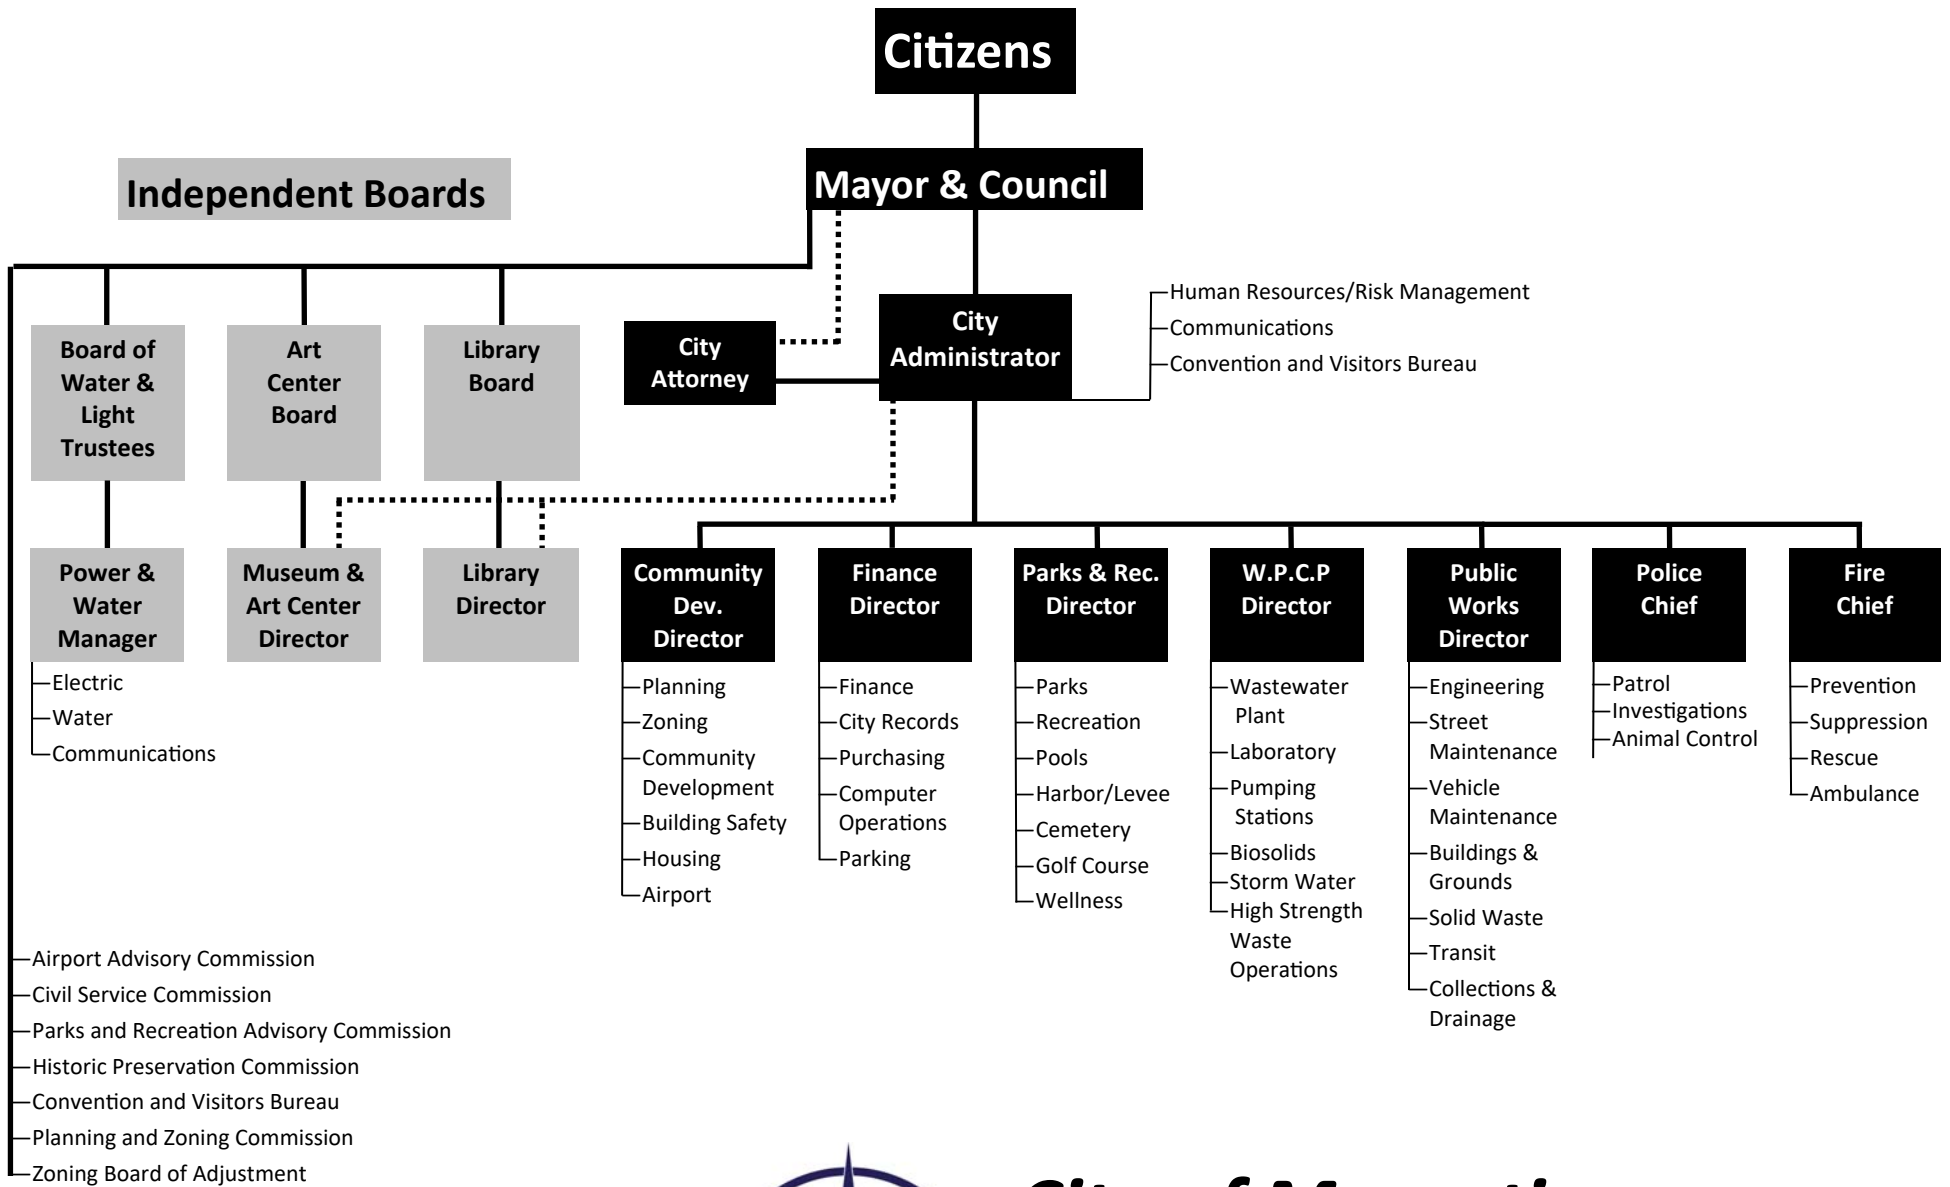 Citizens
Independent Boards
Mayor & Council
Board of
Water &
Light
Trustees
Art
Center
Board
Library
Board
City
Attorney
City
Administrator
Human Resources/Risk Management
Communications
Convention and Visitors Bureau
Power &
Water
Manager
Electric
Water
Communications
Museum &
Art Center
Director
Library
Director
Community
Dev.
Director
Planning
Zoning
Community
Development
Building Safety
Housing
Airport
Finance
Director
Finance
City Records
Purchasing
Computer
Operations
Parking
Parks & Rec.
Director
Parks
Recreation
Pools
Harbor/Levee
Cemetery
Golf Course
Wellness
W.P.C.P
Director
Wastewater
Plant
Laboratory
Pumping
Stations
Biosolids
Storm Water
High Strength
Waste
Operations
Public
Works
Director
Engineering
Street
Maintenance
Vehicle
Maintenance
Buildings &
Grounds
Solid Waste
Transit
Collections &
Drainage
Police
Chief
Patrol
Investigations
Animal Control
Fire
Chief
Prevention
Suppression
Rescue
Ambulance
Airport Advisory Commission
Civil Service Commission
Parks and Recreation Advisory Commission
Historic Preservation Commission
Convention and Visitors Bureau
Planning and Zoning Commission
Zoning Board of Adjustment
City of